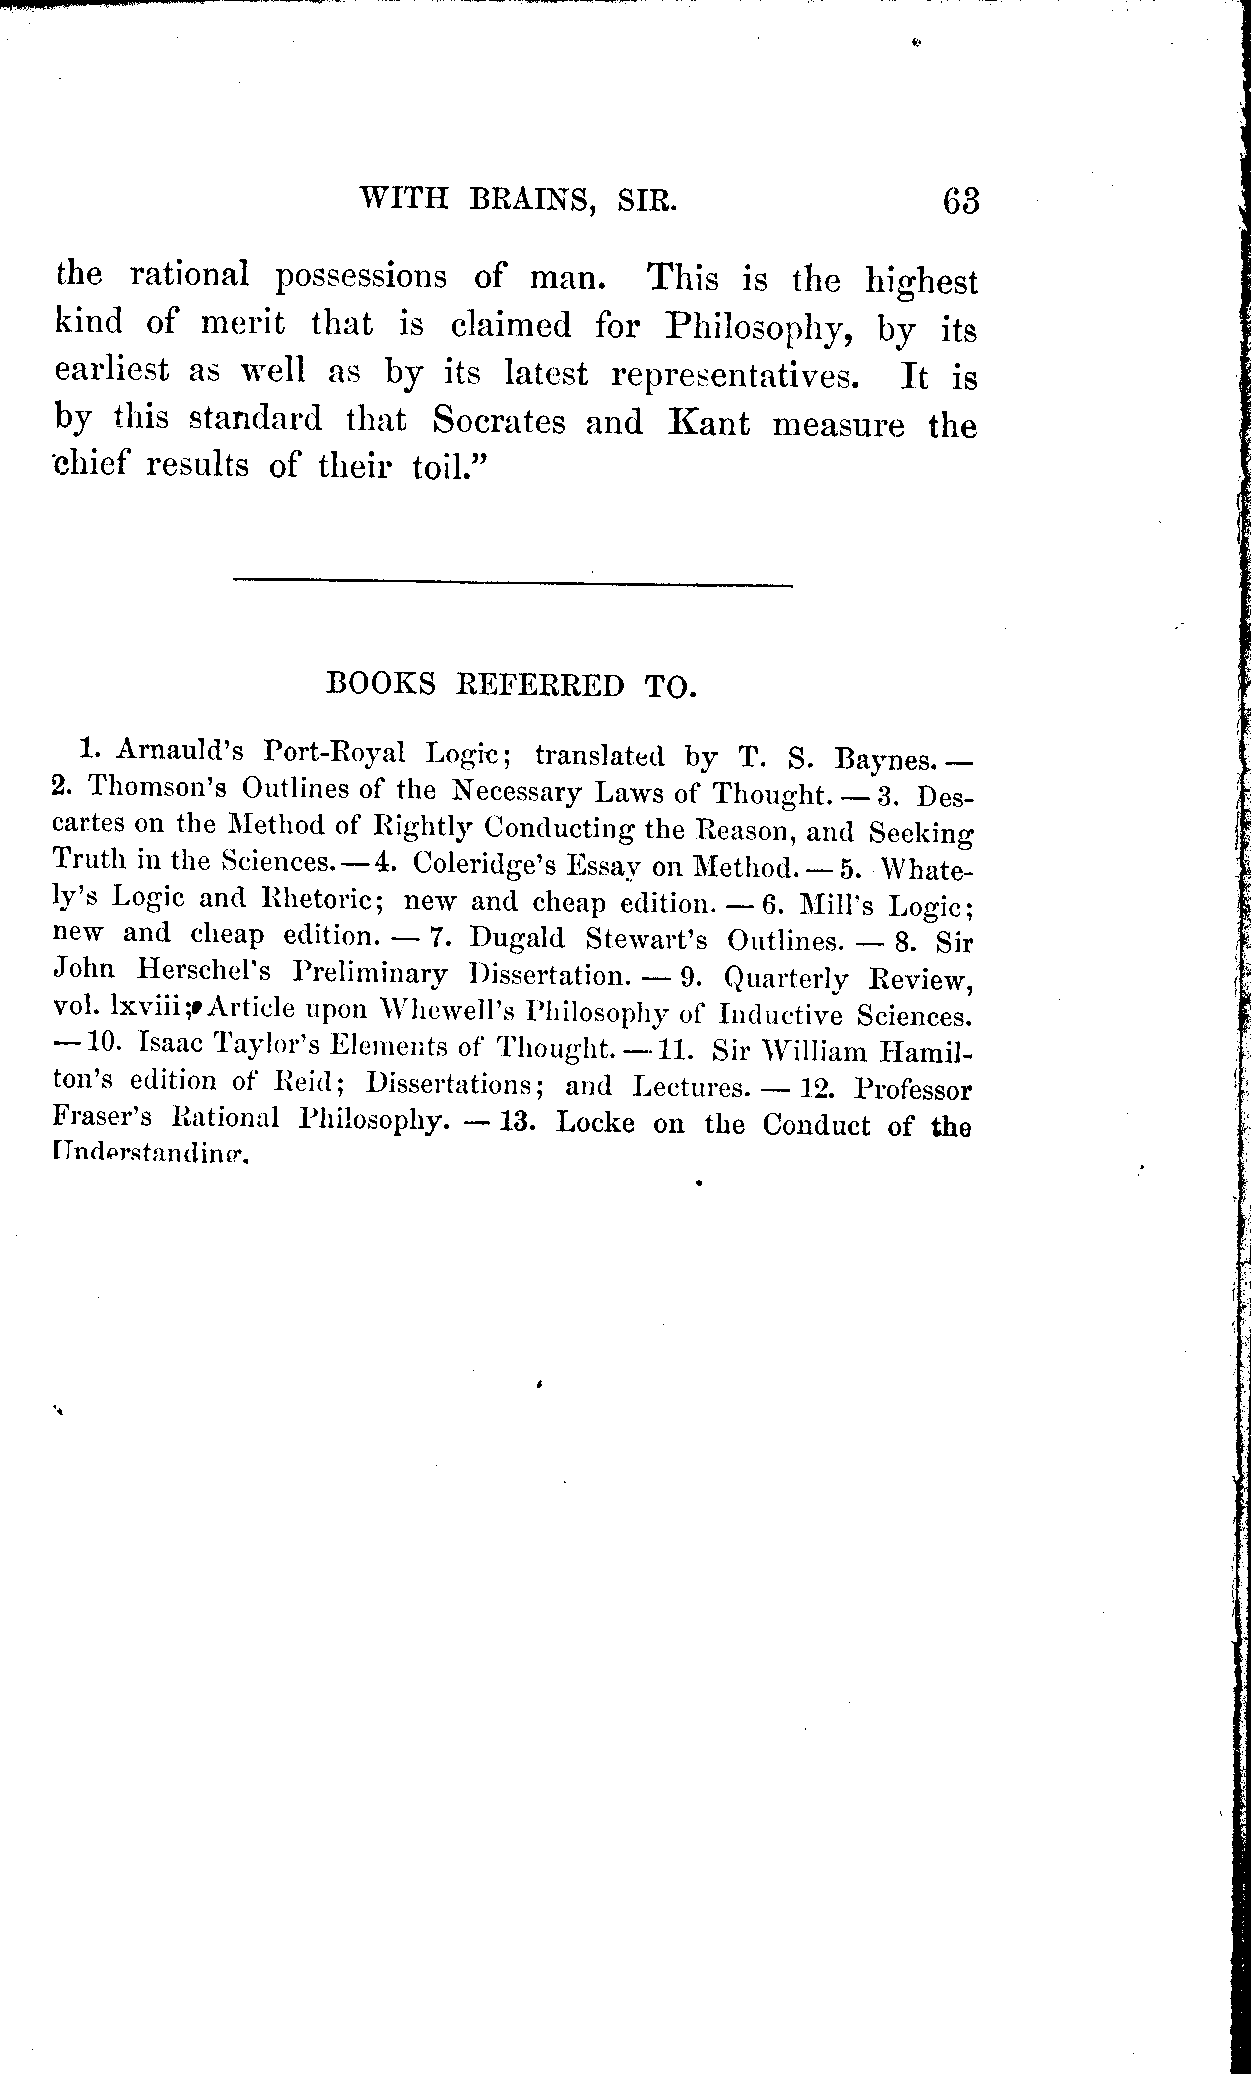 WITH BRAINS, SIR. 63
the rational possessions of man. This is the highest
kind of merit that is claimed for Philosophy, by its
earliest as well as by its latest representatives. It is
by this standard that Socrates and Kant measure the
chief results of their toil."
BOOKS REFERRED TO.
1. Arnauld's Port-Royal Logic; translated by T. S. Baynes. —
2. Thomson's Outlines of the Necessary Laws of Thought. — 3. Des-
cartes on the Method of Rightly Conducting the Reason, and Seeking
Truth in the Sciences. — 4. Coleridge's Essay on Method. — 5. Whate-
ly's Logic and Rhetoric; new and cheap edition. — 6. Mill's Logic;
new and cheap edition. — 7. Dugald Stewart's Outlines. — 8. Sir
John Herschel's Preliminary Dissertation. — 9. Quarterly Review,
vol. lxviii; Article upon Whewell's Philosophy of Inductive Sciences.
— 10. Isaac Taylor's Elements of Thought. — 11. Sir William Hamil-
ton's edition of Reid; Dissertations; and Lectures. — 12. Professor
Fraser's Rational Philosophy. — 13. Locke on the Conduct of the
Understanding.